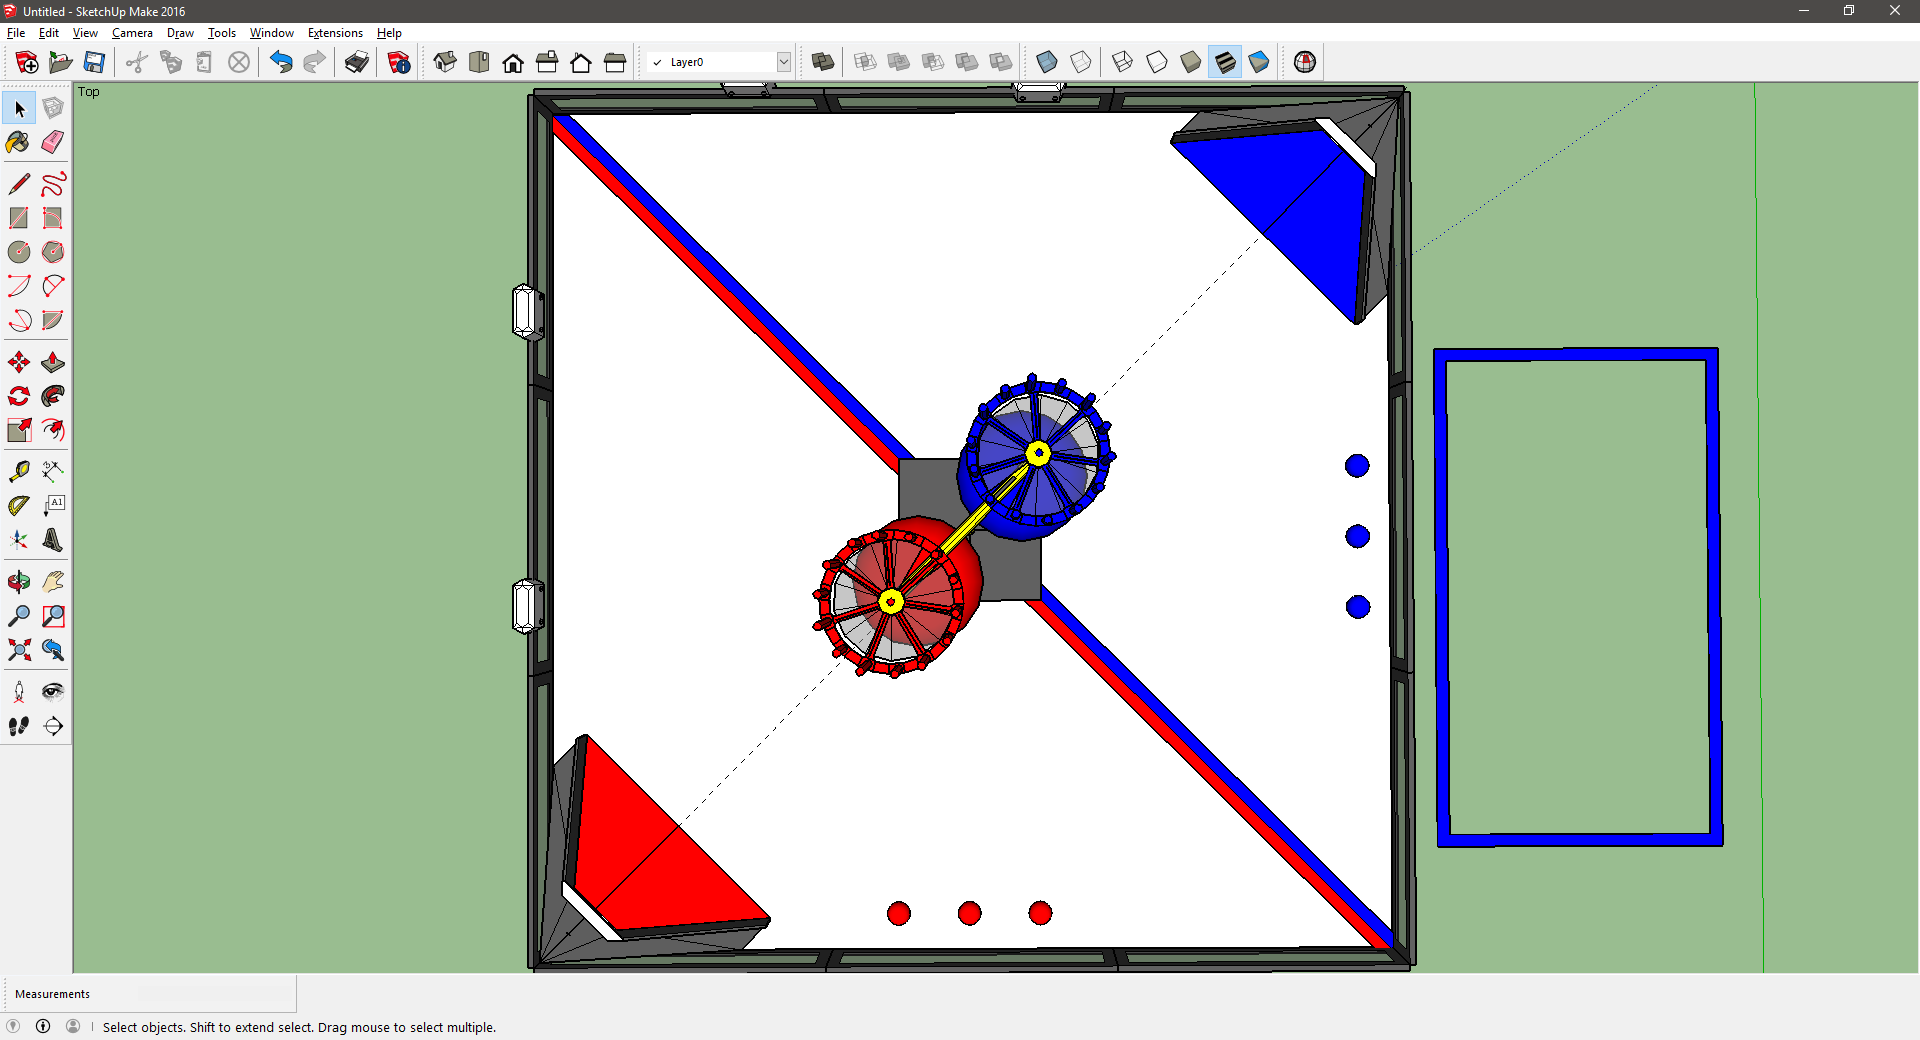 Untitled - SketchUp Make 2016
File Edit View Camera Draw Tools Window Extensions Help
Layer0
Top
A1
Measurements
Select objects. Shift to extend select. Drag mouse to select multiple.